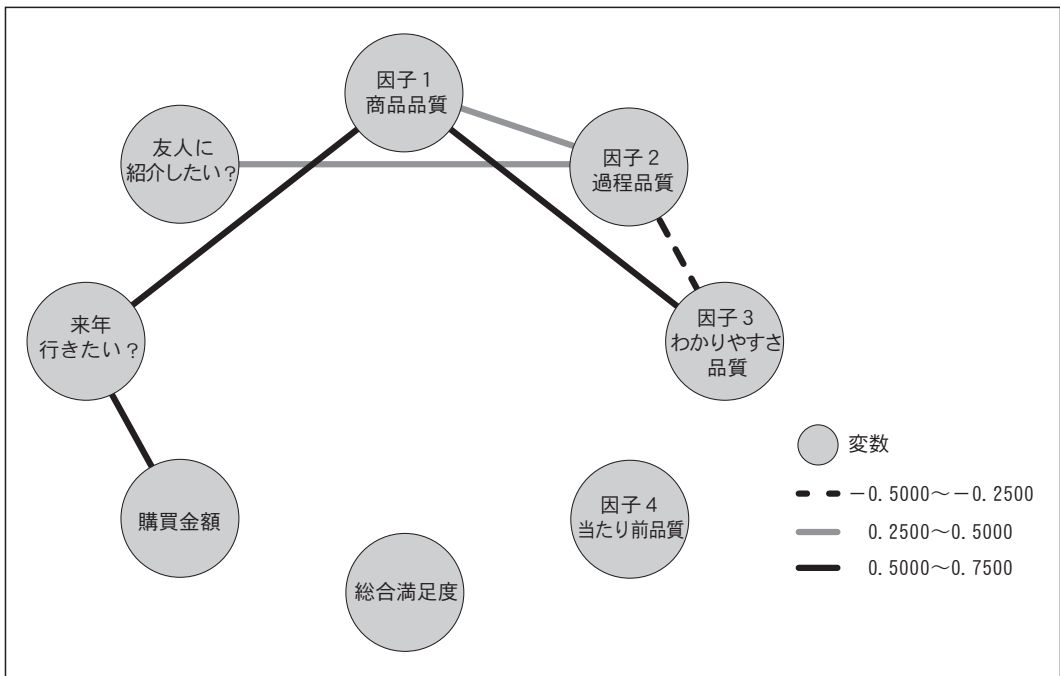 因子1
商品品質
友人に
紹介したい?
因子2
過程品質
来年
行きたい?
因子3
わかりやすさ
品質
変数
-0.5000～-0.2500
0.2500～0.5000
0.5000～0.7500
購買金額
因子4
当たり前品質
総合満足度